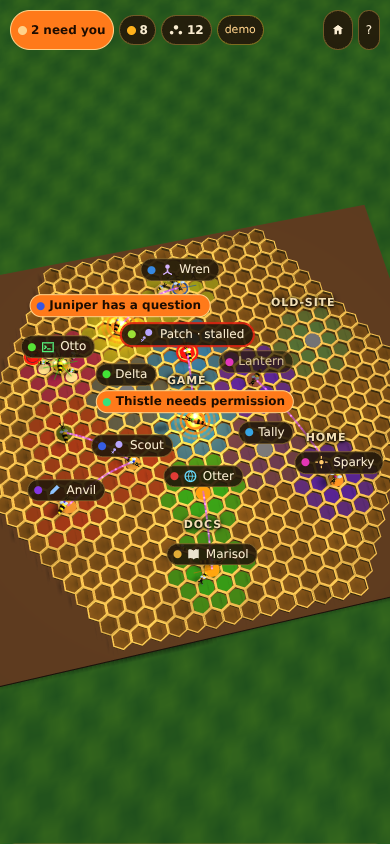 2 need you
8
12
demo
?
Wren
OLD-SITE
Juniper has a question
Patch · stalled
Otto
Lantern
Delta
GAME
Thistle needs permission
Tally
HOME
Scout
Sparky
Otter
Anvil
DOCS
Marisol